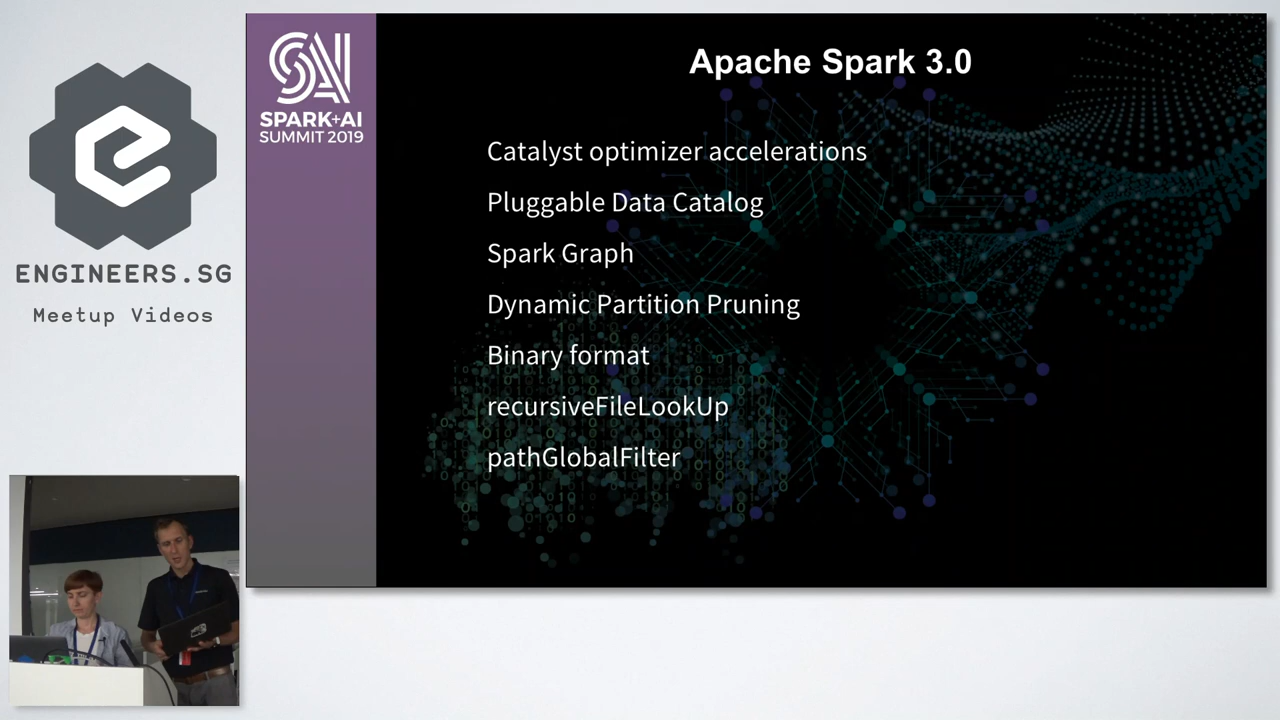 ENGINEERS.SG
Meetup Videos
SPARK+AI
SUMMIT 2019
Apache Spark 3.0
Catalyst optimizer accelerations
Pluggable Data Catalog
Spark Graph
Dynamic Partition Pruning
Binary format
recursiveFileLookUp
pathGlobalFilter